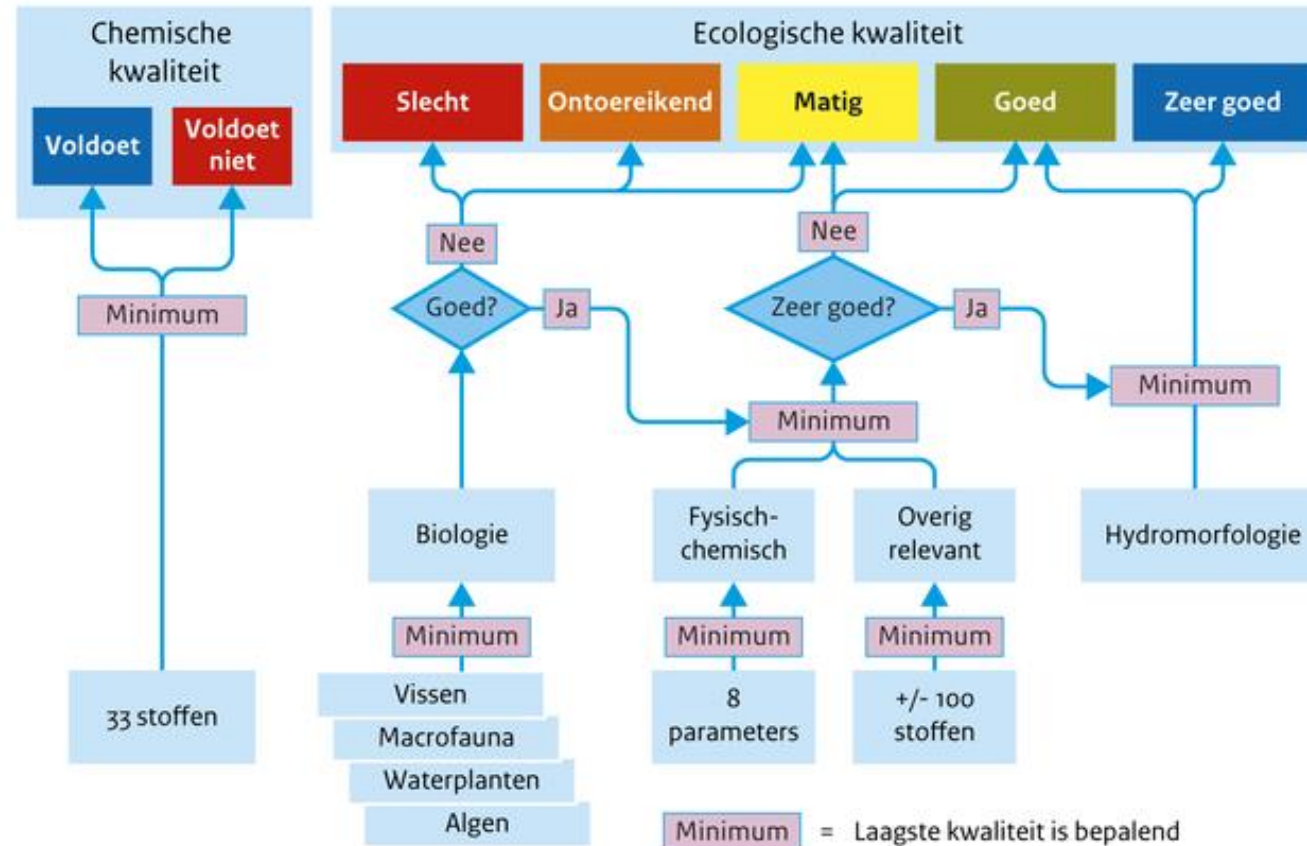 Chemische
kwaliteit
Voldoet
Voldoet
niet
Minimum
33 stoffen
Ecologische kwaliteit
Slecht
Ontoereikend
Matig
Goed
Zeer goed
Nee
Nee
Goed?
Ja
Zeer goed?
Ja
Minimum
Minimum
Biologie
Fysisch-
chemisch
Overig
relevant
Hydromorfologie
Minimum
Minimum
Minimum
Vissen
Macrofauna
Waterplanten
Algen
8
parameters
+/- 100
stoffen
Minimum = Laagste kwaliteit is bepalend